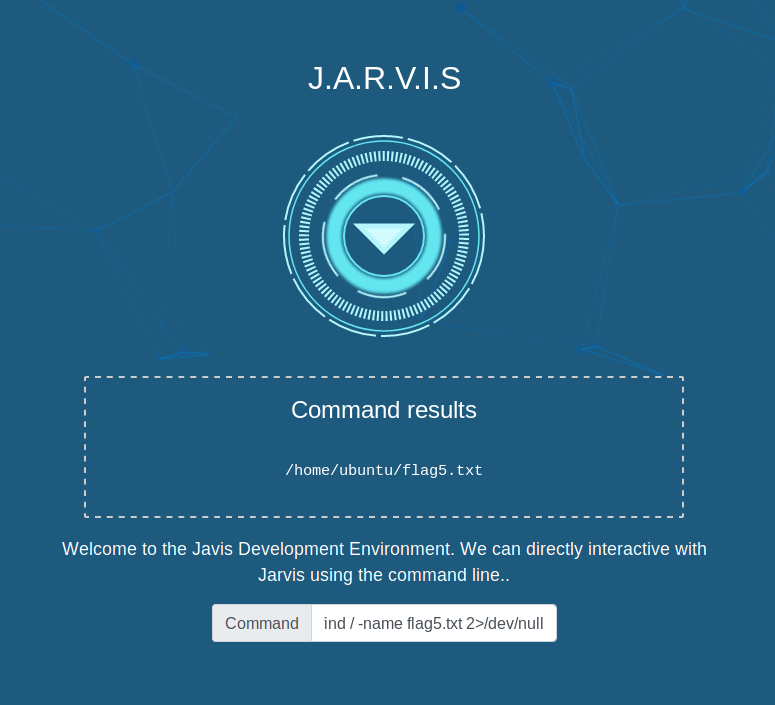 J.A.R.V.I.S
Command results
/home/ubuntu/flag5.txt
Welcome to the Javis Development Environment. We can directly interactive with
Jarvis using the command line..
Command ind / -name flag5.txt 2>/dev/null